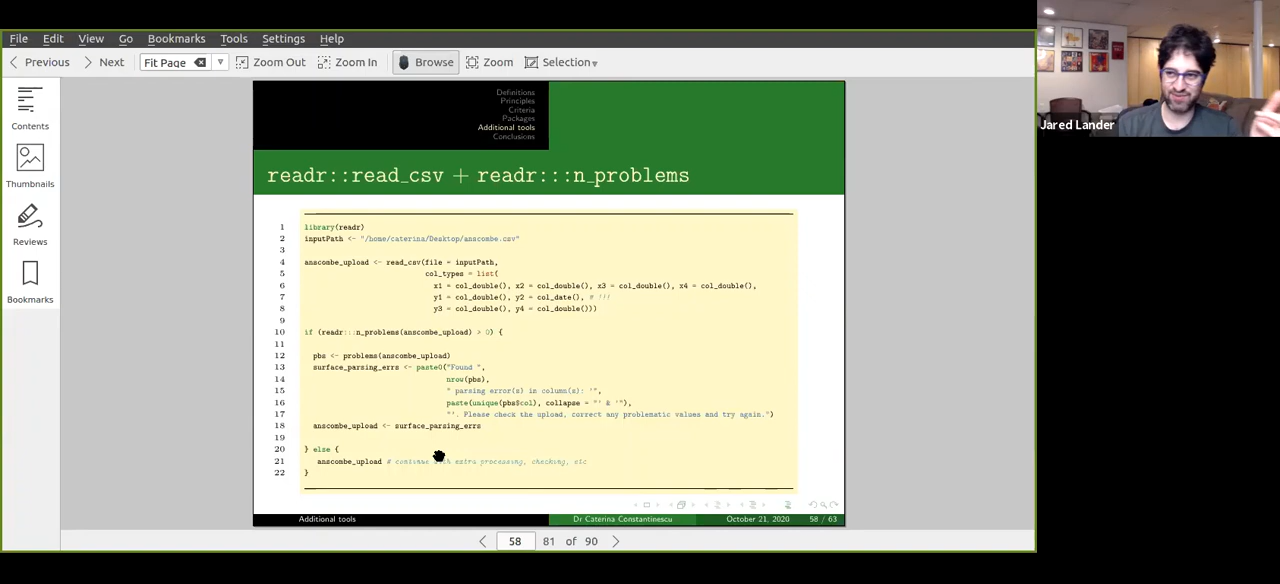 File Edit View Go Bookmarks Tools Settings Help
Previous Next Fit Page Zoom Out Zoom In Browse Zoom Selection
Contents
Thumbnails
Reviews
Bookmarks
Jared Lander
Definitions
Principles
Criteria
Packages
Additional tools
Conclusions
readr::read_csv + readr:::n_problems
1 library(readr)
2 inputPath <- "/home/caterina/Desktop/anscombe.csv"
3
4 anscombe_upload <- read_csv(file = inputPath,
5 col_types = list(
6 x1 = col_double(), x2 = col_double(), x3 = col_double(), x4 = col_double(),
7 y1 = col_double(), y2 = col_date(), # !!!
8 y3 = col_double(), y4 = col_double()))
9
10 if (readr:::n_problems(anscombe_upload) > 0) {
11
12 pbs <- problems(anscombe_upload)
13 surface_parsing_errs <- paste0("Found ",
14 nrow(pbs),
15 " parsing error(s) in column(s): '",
16 paste(unique(pbs$col), collapse = "' & '"),
17 "'. Please check the upload, correct any problematic values and try again.")
18 anscombe_upload <- surface_parsing_errs
19
20 } else {
21 anscombe_upload # continue with extra processing, checking, etc
22 }
Additional tools Dr Caterina Constantinescu October 21, 2020 58 / 63
58 81 of 90